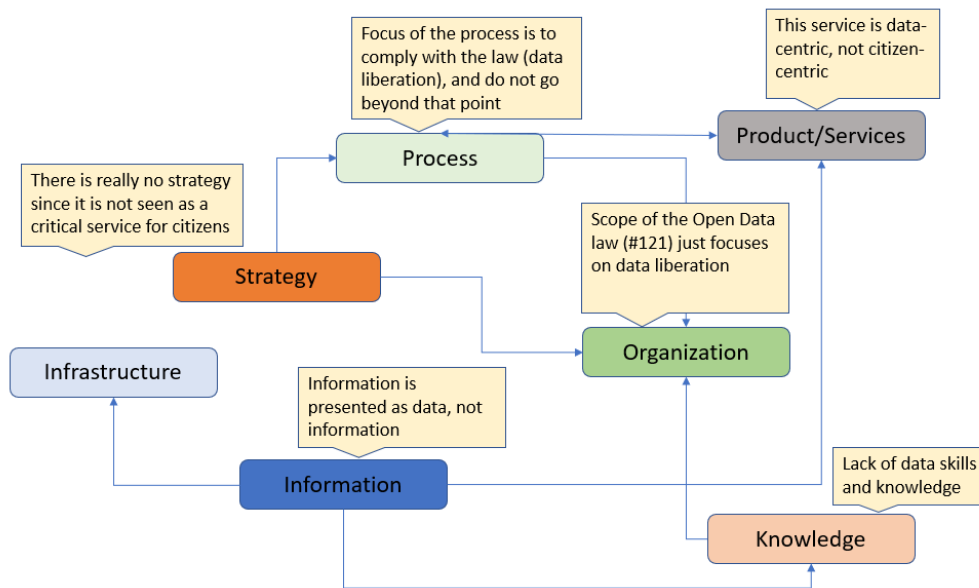 Focus of the process is to
comply with the law (data
liberation), and do not go
beyond that point
This service is data-
centric, not citizen-
centric
Process
Product/Services
There is really no strategy
since it is not seen as a
critical service for citizens
Scope of the Open Data
law (#121) just focuses
on data liberation
Strategy
Organization
Infrastructure
Information is
presented as data, not
information
Information
Lack of data skills
and knowledge
Knowledge